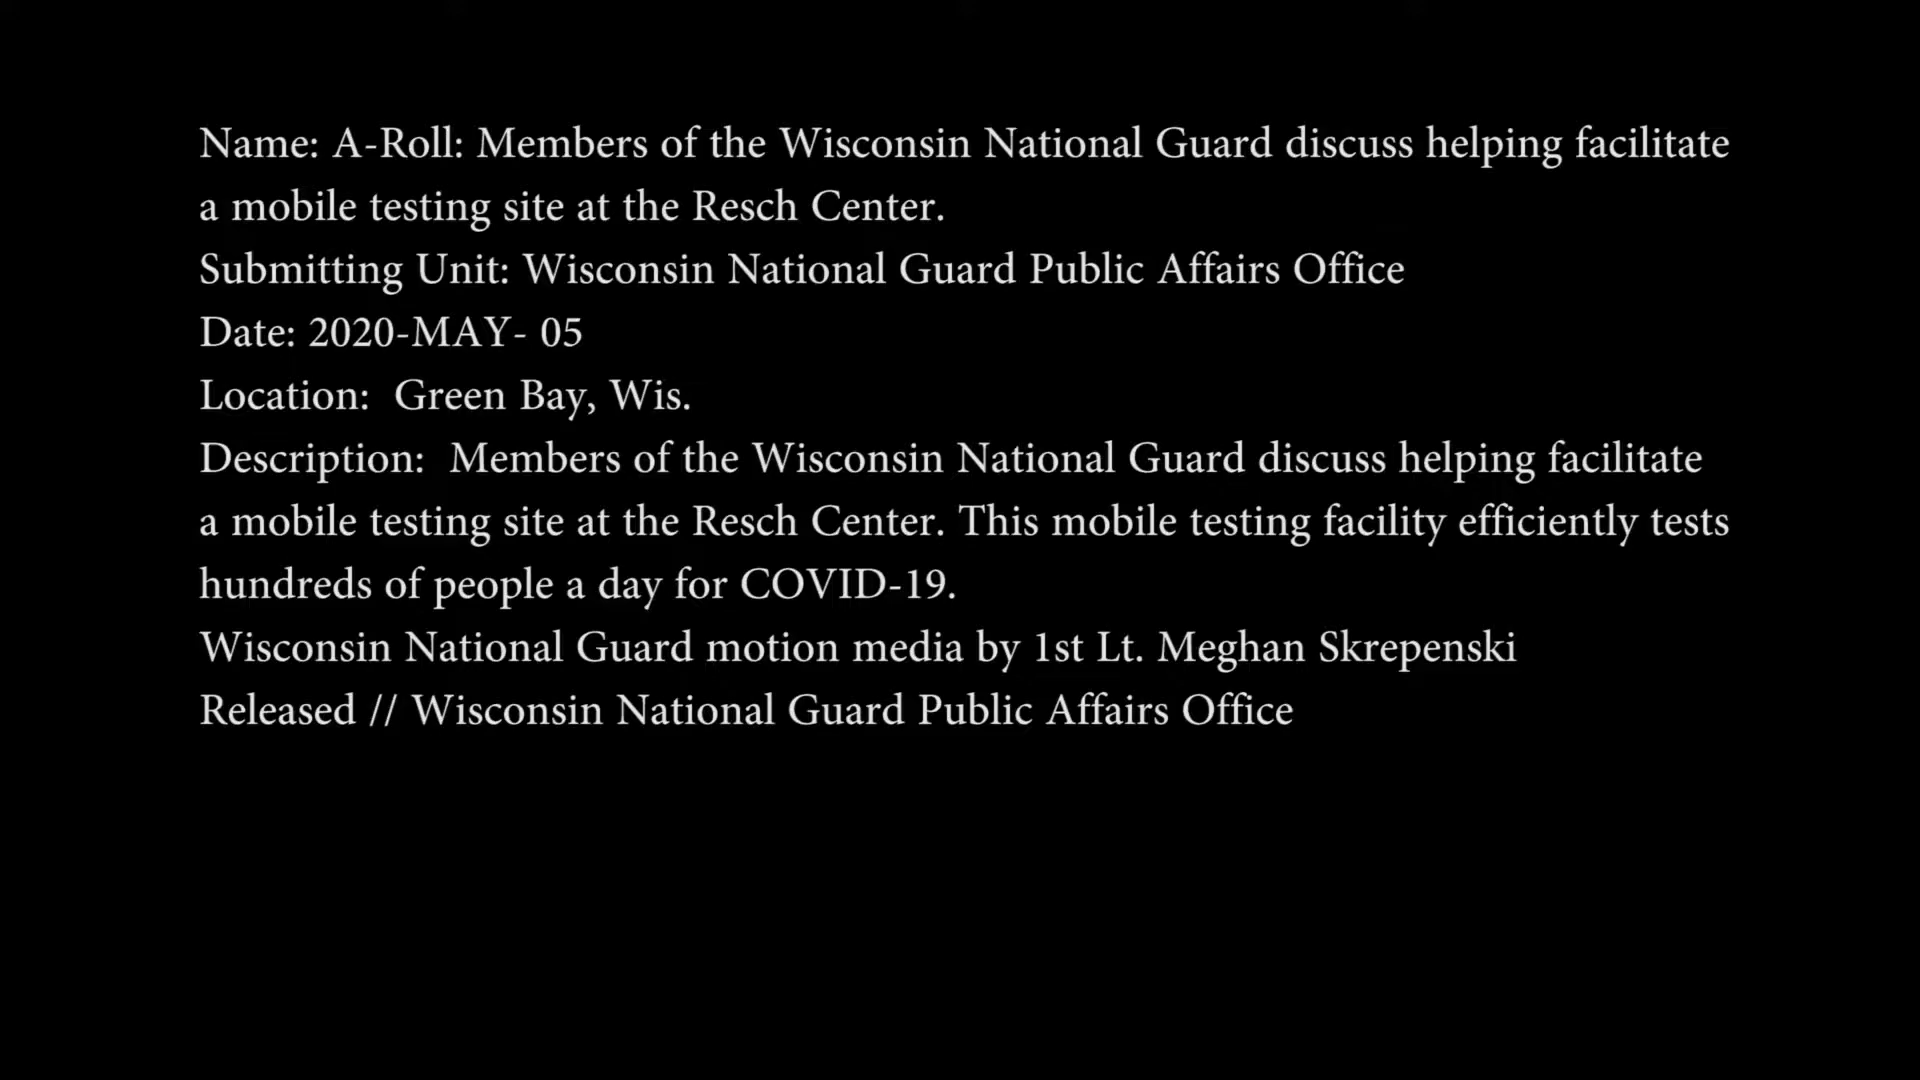 Name: A-Roll: Members of the Wisconsin National Guard discuss helping facilitate
a mobile testing site at the Resch Center.
Submitting Unit: Wisconsin National Guard Public Affairs Office
Date: 2020-MAY- 05
Location:  Green Bay, Wis.
Description:  Members of the Wisconsin National Guard discuss helping facilitate
a mobile testing site at the Resch Center. This mobile testing facility efficiently tests
hundreds of people a day for COVID-19.
Wisconsin National Guard motion media by 1st Lt. Meghan Skrepenski
Released // Wisconsin National Guard Public Affairs Office